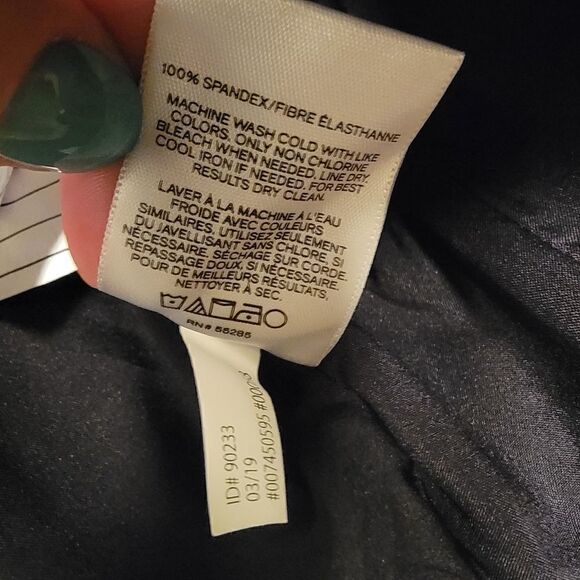 100% SPANDEX/FIBRE ÉLASTHANNE
MACHINE WASH COLD WITH LIKE
COLORS. ONLY NON CHLORINE
BLEACH WHEN NEEDED. LINE DRY.
COOL IRON IF NEEDED. FOR BEST
RESULTS DRY CLEAN.
LAVER À LA MACHINE À L'EAU
FROIDE AVEC COULEURS
SIMILAIRES, UTILISEZ SEULEMENT
DU JAVELLISANT SANS CHLORE, SI
NÉCESSAIRE. SÉCHAGE SUR CORDE.
REPASSAGE DOUX, SI NÉCESSAIRE.
POUR DE MEILLEURS RÉSULTATS,
NETTOYER À SEC.
RN# 56285
ID# 90233
03/19
#007450595